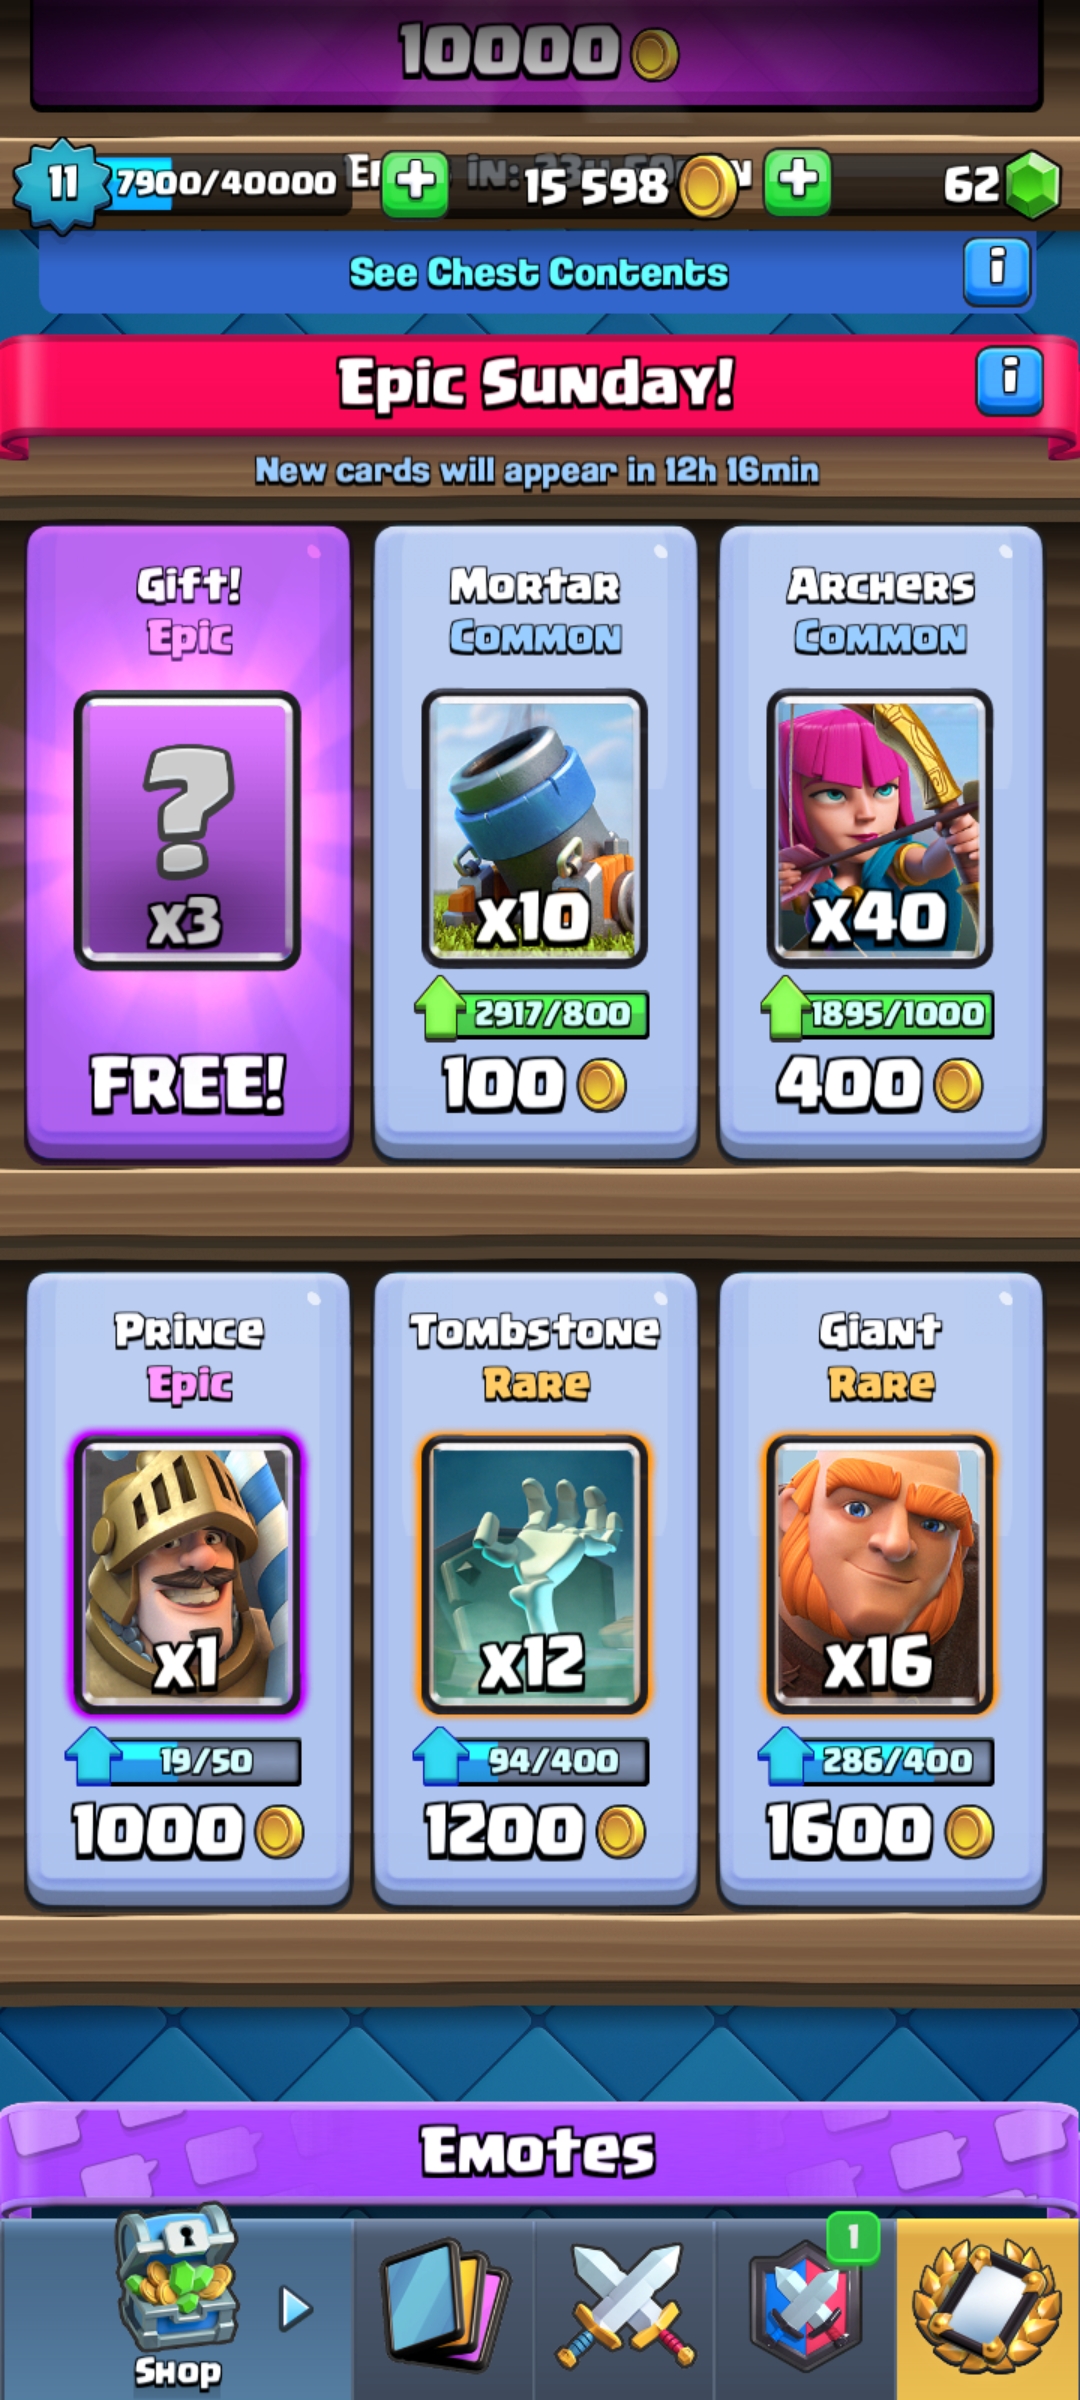 10000
11
7900/40000
15 598
62
See Chest Contents
i
Epic Sunday!
i
New cards will appear in 12h 16min
Gift!
Epic
?
x3
FREE!
Mortar
Common
x10
2917/800
100
Archers
Common
x40
1895/1000
400
Prince
Epic
x1
19/50
1000
Tombstone
Rare
x12
94/400
1200
Giant
Rare
x16
286/400
1600
Emotes
Shop
1